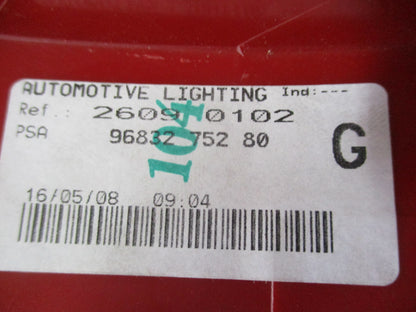 AUTOMOTIVE LIGHTING Ind:---
Ref.: 2609 0102
PSA 96832 752 80
G
104
16/05/08 09:04